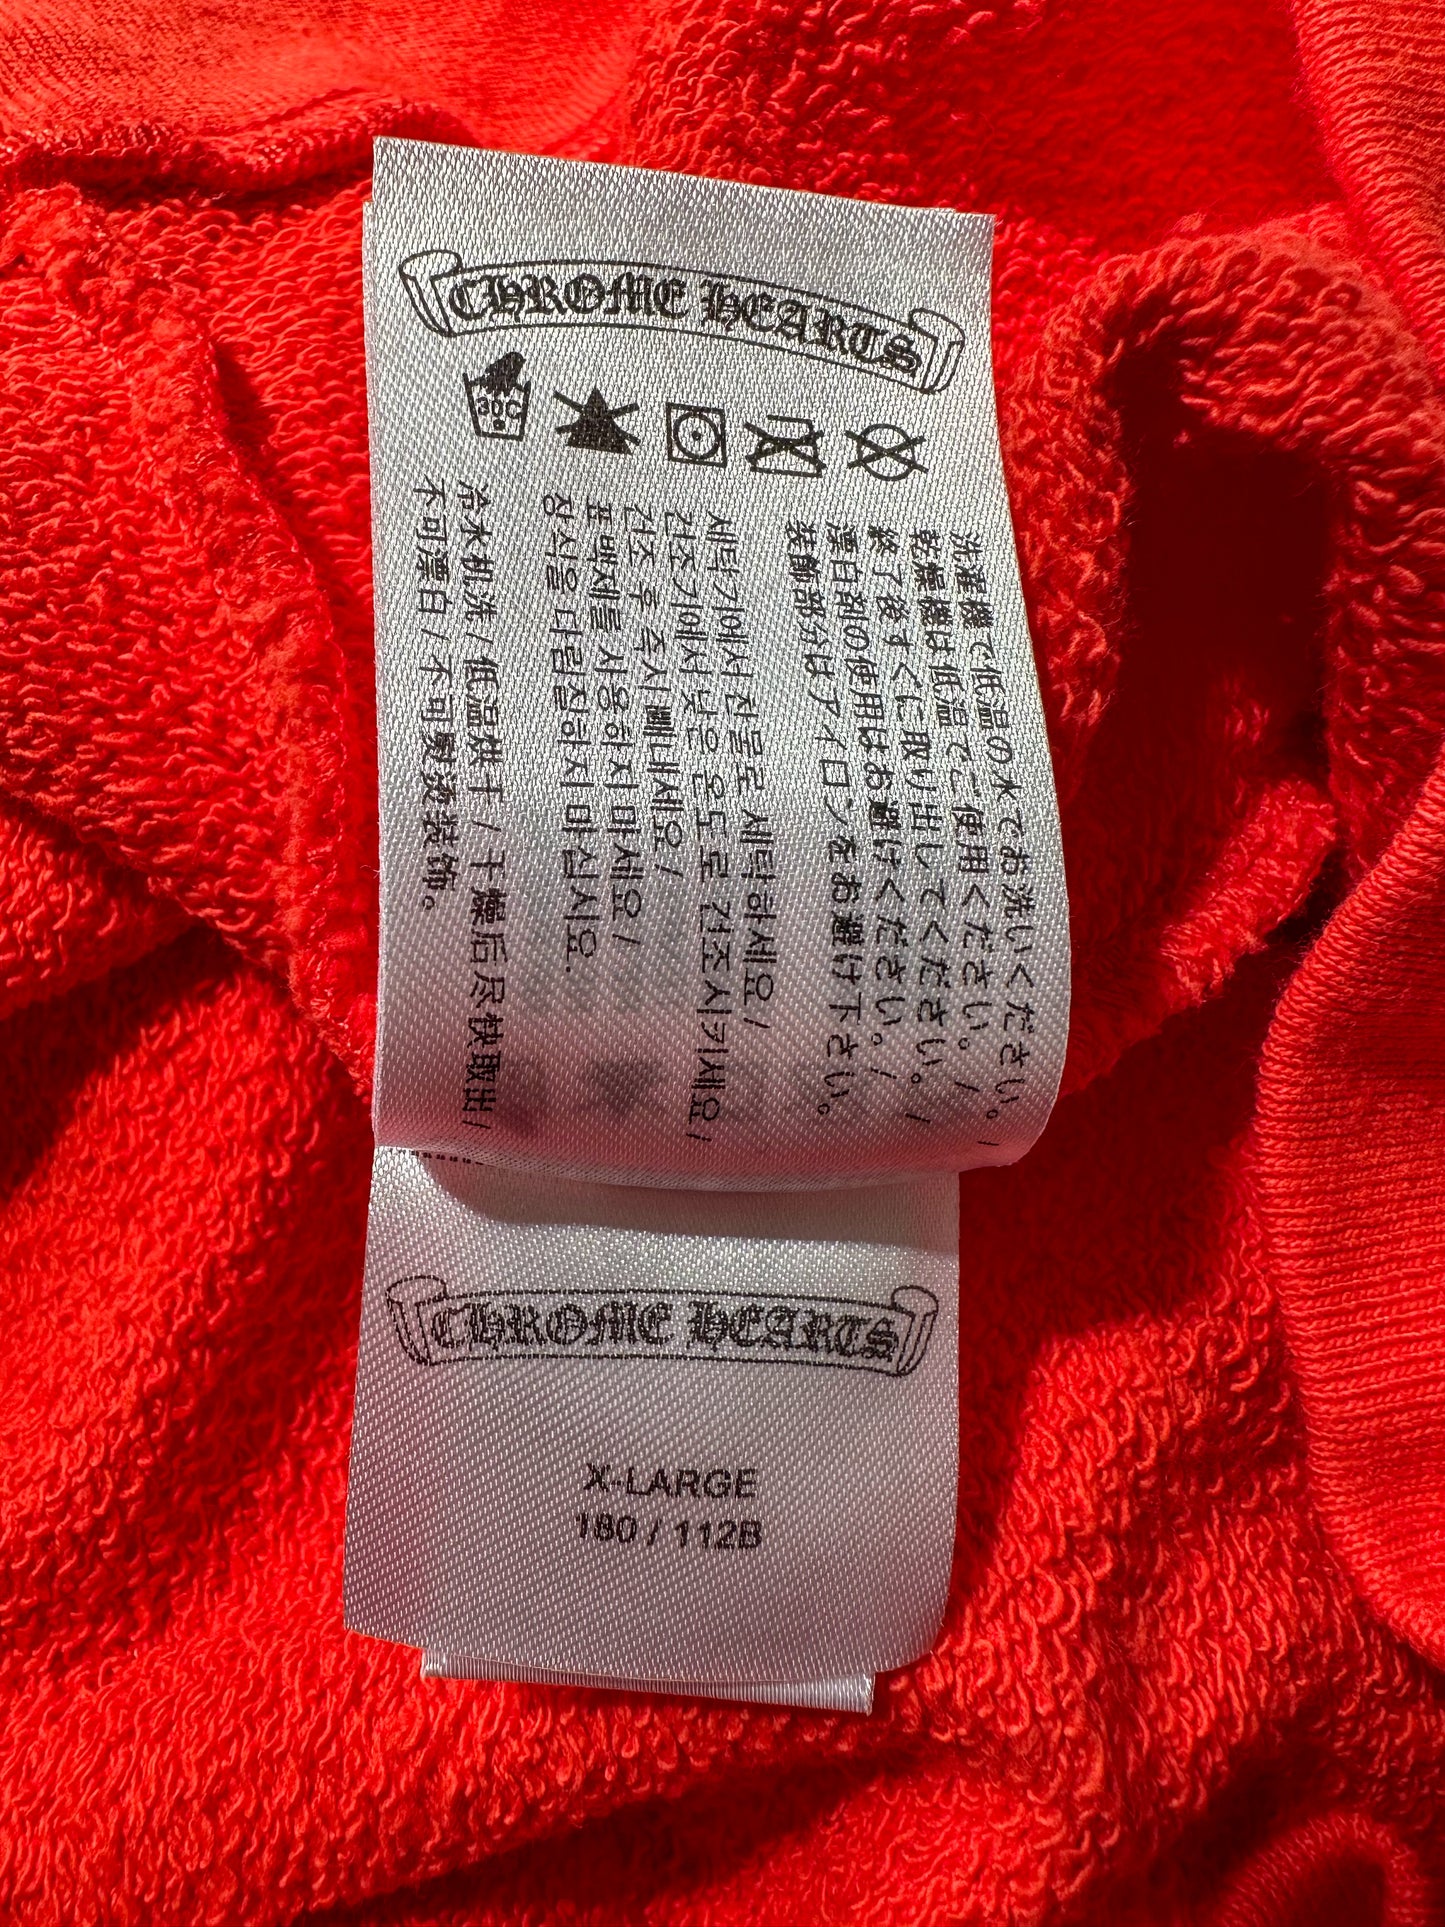 CHROME HEARTS
30C
洗濯機で低温の水でお洗いください。/
乾燥機は低温でご使用ください。/
終了後すぐに取り出してください。/
漂白剤の使用はお避けください。/
装飾部分はアイロンをお避け下さい。
세탁기에서 찬물로 세탁하세요/
건조기에서 낮은 온도로 건조시키세요/
건조 후 즉시 빼내세요/
표백제를 사용하지 마세요/
장식을 다림질하지 마십시오.
冷水机洗/低温烘干/干燥后尽快取出/
不可漂白/不可熨烫装饰。
CHROME HEARTS
X-LARGE
180 / 112B